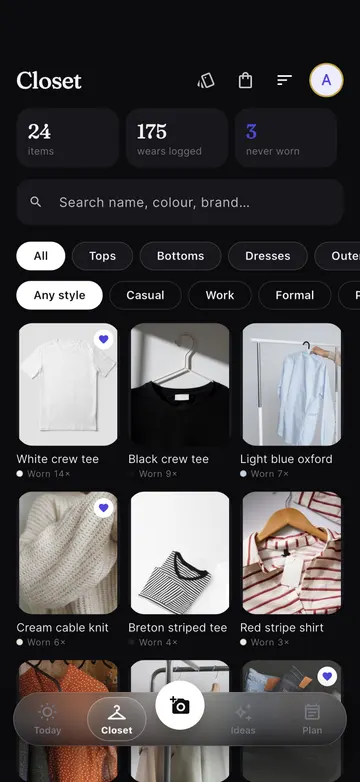 Closet
A
24
items
175
wears logged
3
never worn
Search name, colour, brand...
All
Tops
Bottoms
Dresses
Outer
Any style
Casual
Work
Formal
White crew tee
Worn 14×
Black crew tee
Worn 9×
Light blue oxford
Worn 7×
Cream cable knit
Worn 6×
Breton striped tee
Worn 4×
Red stripe shirt
Worn 3×
Today
Closet
Ideas
Plan